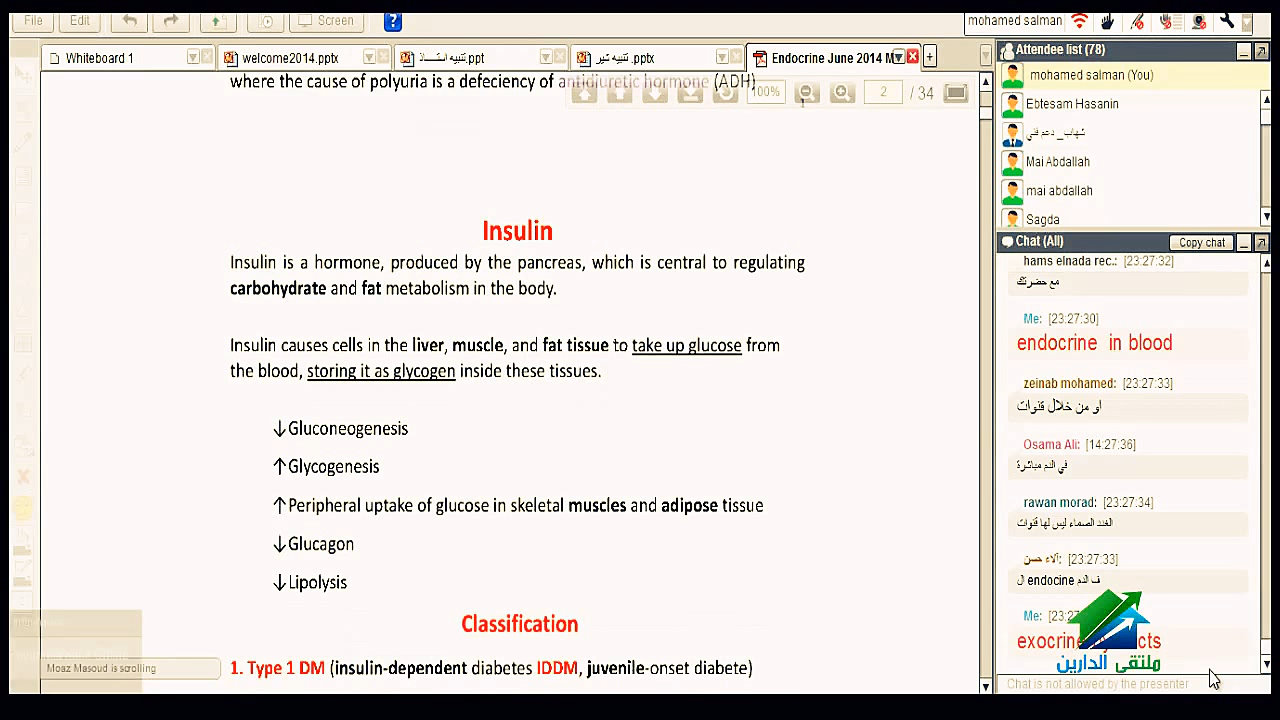 File Edit Screen ? mohamed salman
Whiteboard 1 welcome2014.pptx تنبيه استـــاذ.ppt تنبيه كبير.pptx Endocrine June 2014 M
where the cause of polyuria is a defeciency of antidiuretic hormone (ADH)
100% 2 / 34
Insulin
Insulin is a hormone, produced by the pancreas, which is central to regulating
carbohydrate and fat metabolism in the body.
Insulin causes cells in the liver, muscle, and fat tissue to take up glucose from
the blood, storing it as glycogen inside these tissues.
↓Gluconeogenesis
↑Glycogenesis
↑Peripheral uptake of glucose in skeletal muscles and adipose tissue
↓Glucagon
↓Lipolysis
Classification
1. Type 1 DM (insulin-dependent diabetes IDDM, juvenile-onset diabete)
Moaz Masoud is scrolling
Attendee list (78)
mohamed salman (You)
Ebtesam Hasanin
شهاب_ دعم فني
Mai Abdallah
mai abdallah
Sagda
Chat (All) Copy chat
hams elnada rec.: [23:27:32]
مع حضرتك
Me: [23:27:30]
endocrine in blood
zeinab mohamed: [23:27:33]
او من خلال قنوات
Osama Ali: [14:27:36]
في الدم مباشرة
rawan morad: [23:27:34]
الغدد الصماء ليس لها قنوات
آلاء حسن: [23:27:33]
ال endocine ف الدم
Me: [23:2
exocrine cts
ملتقى الدارين
Chat is not allowed by the presenter